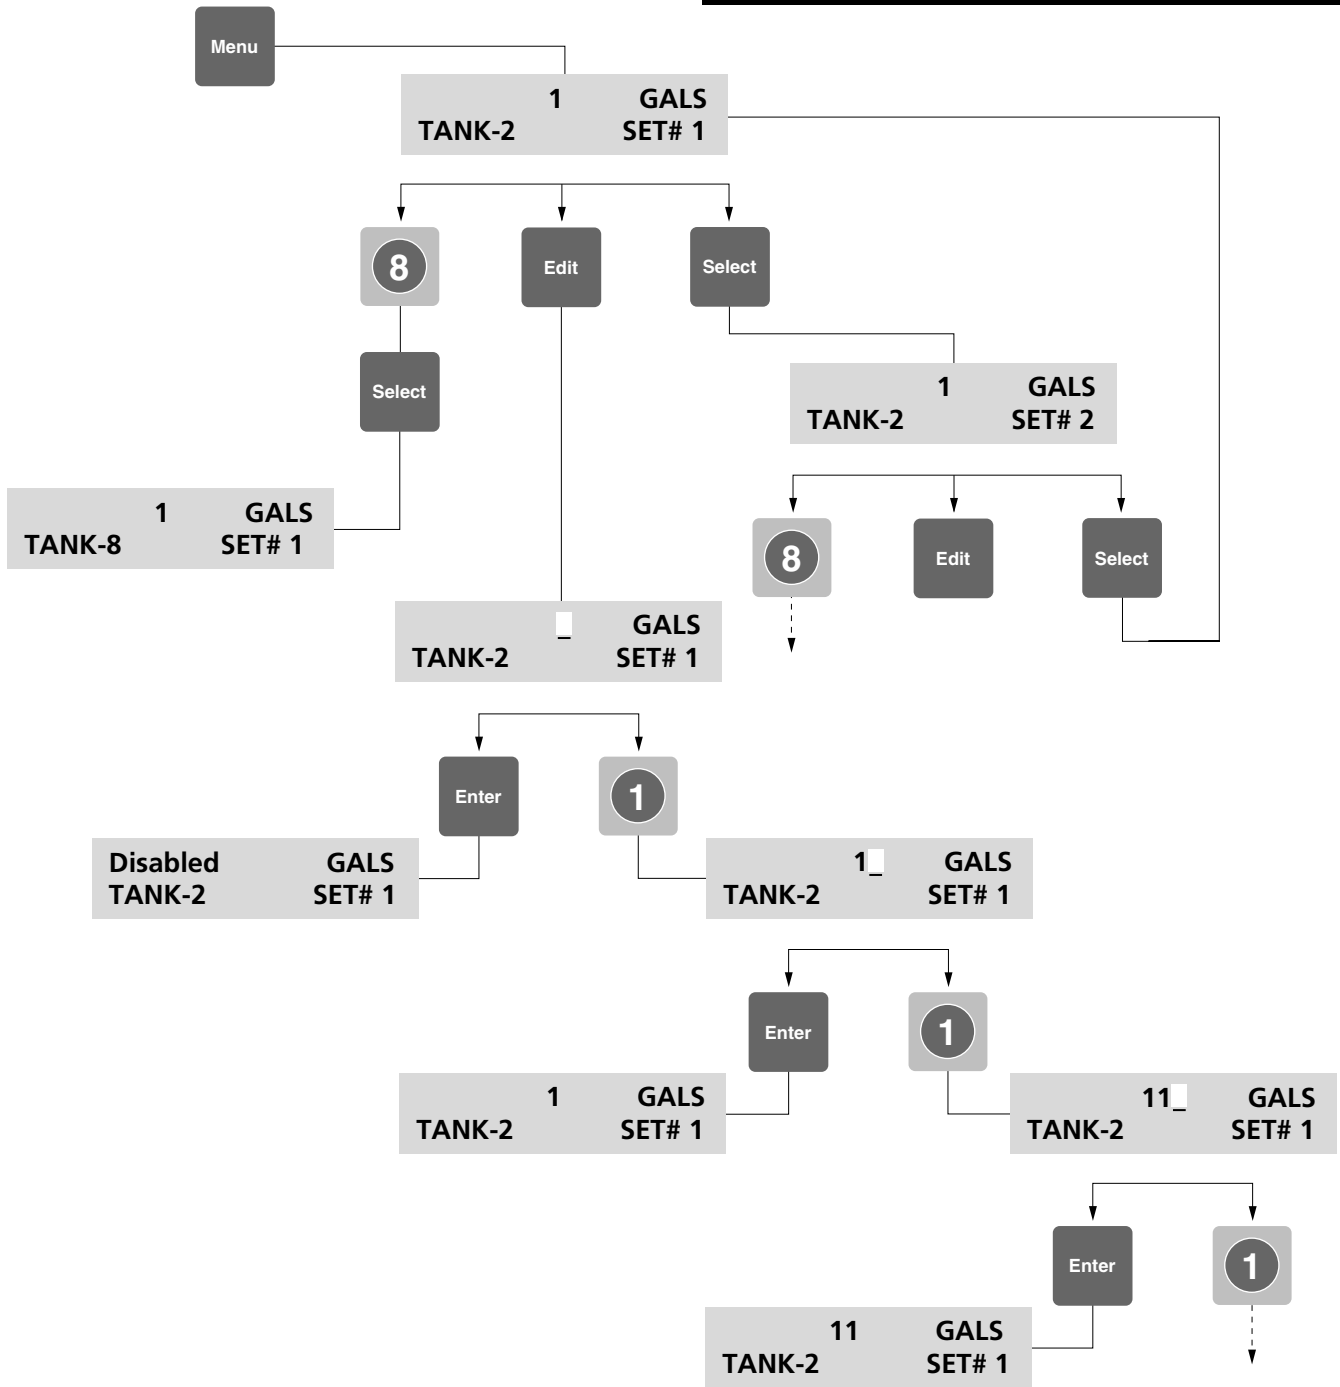 Menu
1 GALS
TANK-2 SET# 1
8
Edit
Select
Select
1 GALS
TANK-2 SET# 2
1 GALS
TANK-8 SET# 1
8
Edit
Select
_ GALS
TANK-2 SET# 1
Enter
1
Disabled GALS
TANK-2 SET# 1
1_ GALS
TANK-2 SET# 1
Enter
1
1 GALS
TANK-2 SET# 1
11_ GALS
TANK-2 SET# 1
Enter
1
11 GALS
TANK-2 SET# 1